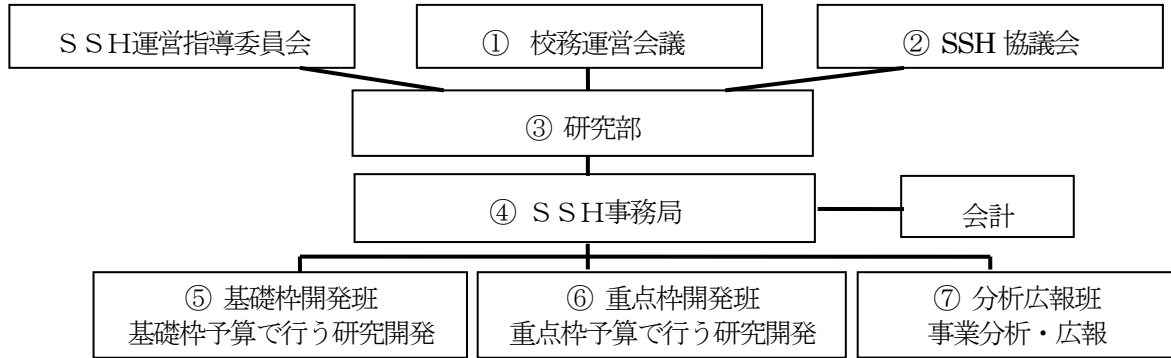 ＳＳＨ運営指導委員会
① 校務運営会議
② SSH 協議会
③ 研究部
④ ＳＳＨ事務局
会計
⑤ 基礎枠開発班
基礎枠予算で行う研究開発
⑥ 重点枠開発班
重点枠予算で行う研究開発
⑦ 分析広報班
事業分析・広報